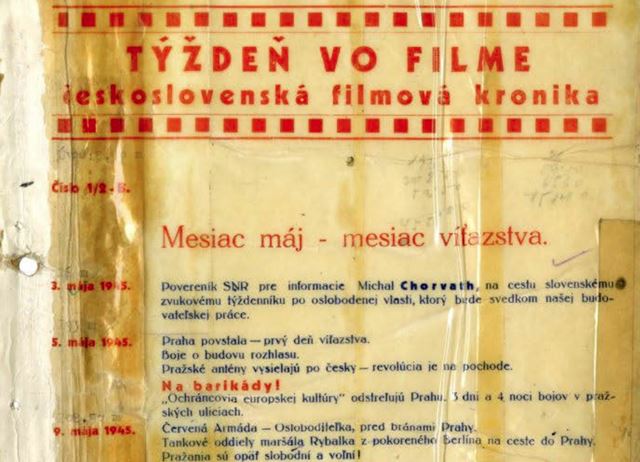 TÝŽDEŇ VO FILME
československá filmová kronika
Číslo 1/2 - B.
Mesiac máj - mesiac víťazstva.
3. mája 1945. Povereník SNR pre informacie Michal Chorvath, na cestu slovenskému
zvukovému týždenníku po oslobodenej vlasti, ktorý bude svedkom našej budo-
vateľskej práce.
5. mája 1945. Praha povstala — prvý deň víťazstva.
Boje o budovu rozhlasu.
Pražské antény vysielajú po česky — revolúcia je na pochode.
Na barikády!
„Ochráncovia europskej kultúry" odstreľujú Prahu. 3 dni a 4 noci bojov v praž-
ských uliciach.
9. mája 1945. Červená Armáda — Osloboditeľka, pred bránami Prahy.
Tankové oddiely maršála Rybalka z pokoreného Berlína na ceste do Prahy.
Pražania sú opäť slobodní a voľní!